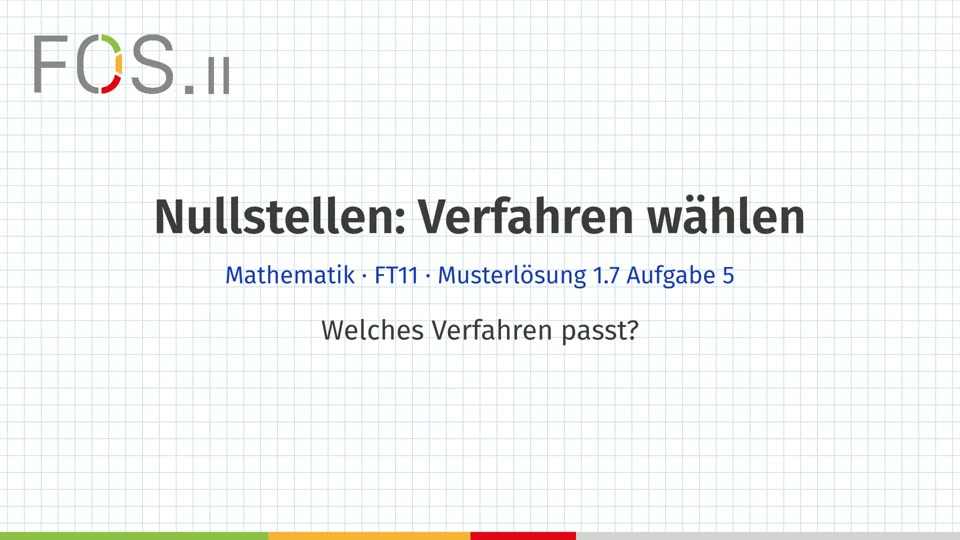 FOS.II
Nullstellen: Verfahren wählen
Mathematik · FT11 · Musterlösung 1.7 Aufgabe 5
Welches Verfahren passt?